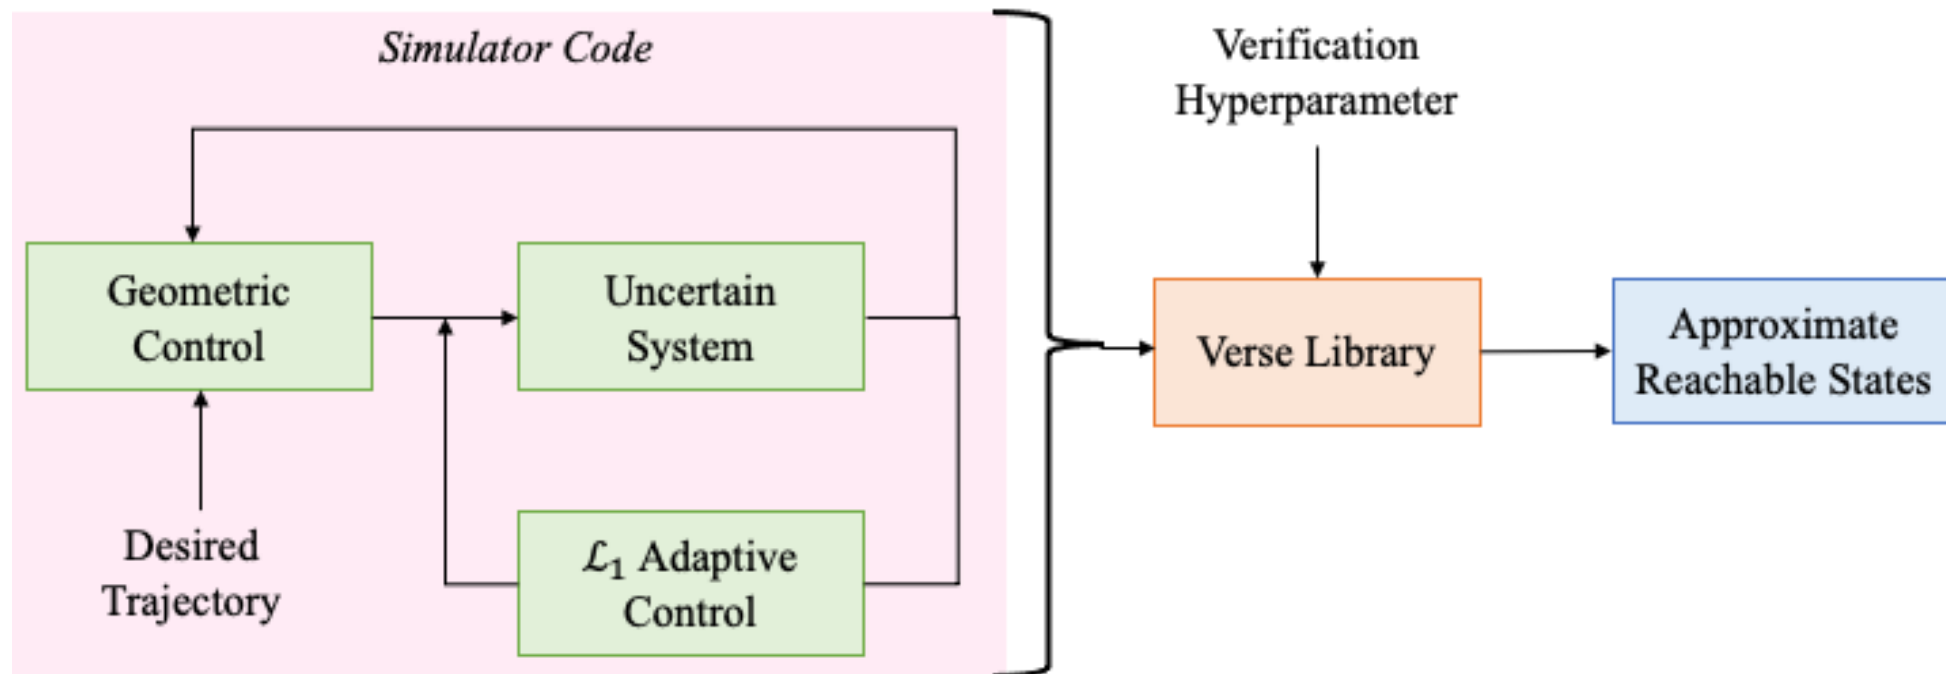 Simulator Code
Verification
Hyperparameter
Geometric
Control
Uncertain
System
Verse Library
Approximate
Reachable States
Desired
Trajectory
ℒ₁ Adaptive
Control